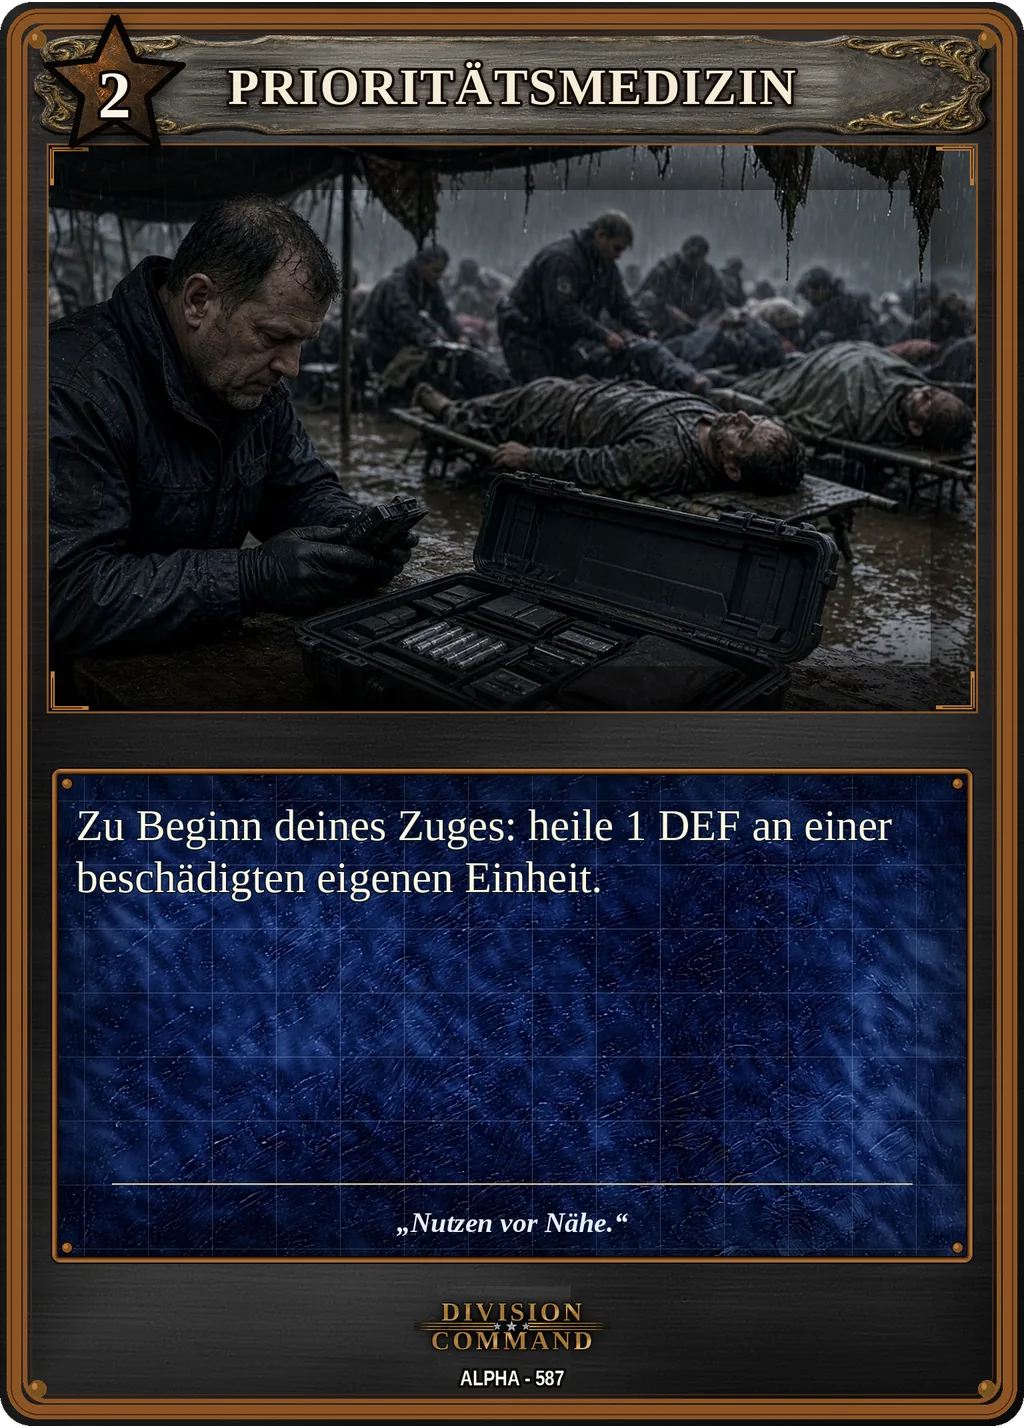 2
PRIORITÄTSMEDIZIN
Zu Beginn deines Zuges: heile 1 DEF an einer
beschädigten eigenen Einheit.
„Nutzen vor Nähe.“
DIVISION
COMMAND
ALPHA - 587